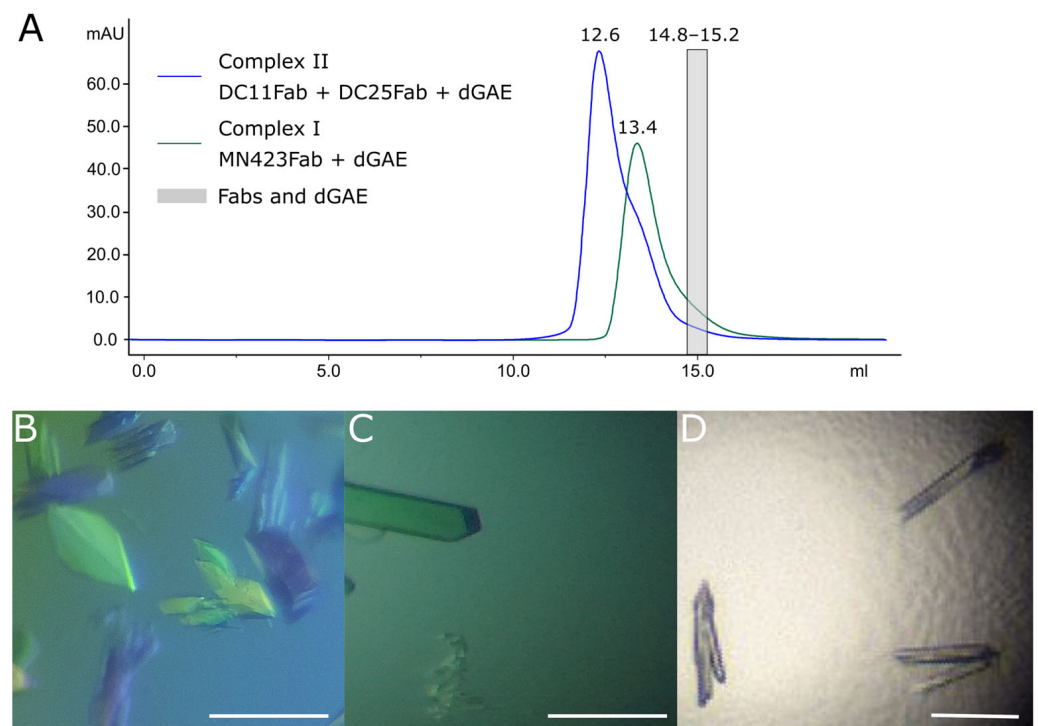 A
mAU
12.6
14.8–15.2
13.4
Complex II
DC11Fab + DC25Fab + dGAE
Complex I
MN423Fab + dGAE
Fabs and dGAE
60.0
50.0
40.0
30.0
20.0
10.0
0.0
0.0 5.0 10.0 15.0 ml
B C D